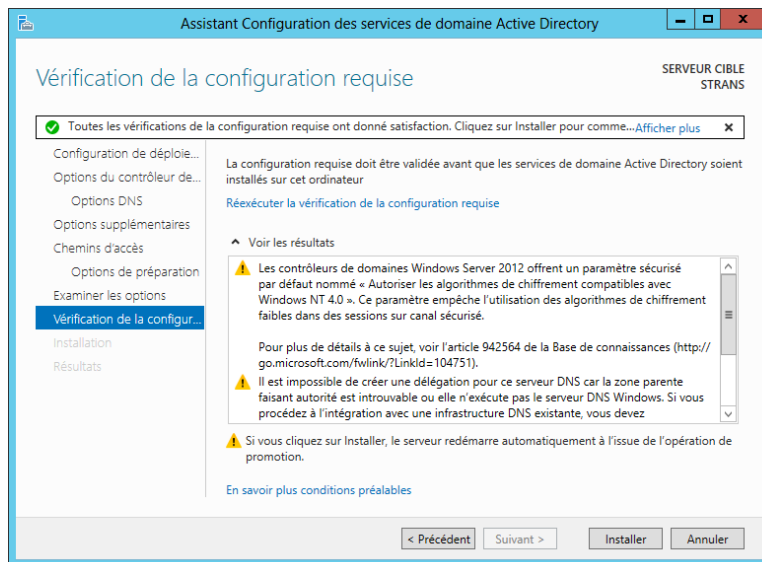 Assistant Configuration des services de domaine Active Directory
Vérification de la configuration requise
SERVEUR CIBLE
STRANS
Toutes les vérifications de la configuration requise ont donné satisfaction. Cliquez sur Installer pour comme...Afficher plus
Configuration de déploie...
Options du contrôleur de...
Options DNS
Options supplémentaires
Chemins d'accès
Options de préparation
Examiner les options
Vérification de la configur...
Installation
Résultats
La configuration requise doit être validée avant que les services de domaine Active Directory soient
installés sur cet ordinateur
Réexécuter la vérification de la configuration requise
Voir les résultats
Les contrôleurs de domaines Windows Server 2012 offrent un paramètre sécurisé
par défaut nommé « Autoriser les algorithmes de chiffrement compatibles avec
Windows NT 4.0 ». Ce paramètre empêche l'utilisation des algorithmes de chiffrement
faibles dans des sessions sur canal sécurisé.
Pour plus de détails à ce sujet, voir l'article 942564 de la Base de connaissances (http://
go.microsoft.com/fwlink/?LinkId=104751).
Il est impossible de créer une délégation pour ce serveur DNS car la zone parente
faisant autorité est introuvable ou elle n'exécute pas le serveur DNS Windows. Si vous
procédez à l'intégration avec une infrastructure DNS existante, vous devez
Si vous cliquez sur Installer, le serveur redémarre automatiquement à l'issue de l'opération de
promotion.
En savoir plus conditions préalables
< Précédent
Suivant >
Installer
Annuler